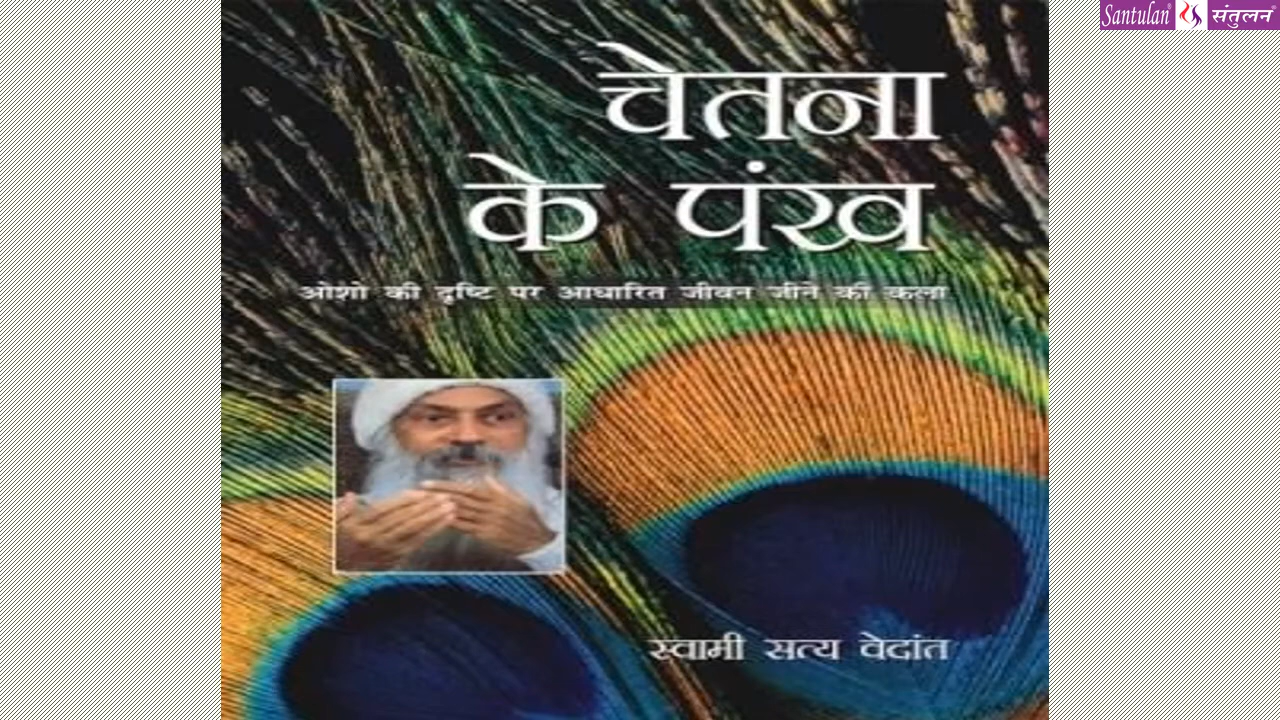 Santulan® संतुलन®
चेतना
के पंख
ओशो की दृष्टि पर आधारित जीवन जीने की कला
स्वामी सत्य वेदांत